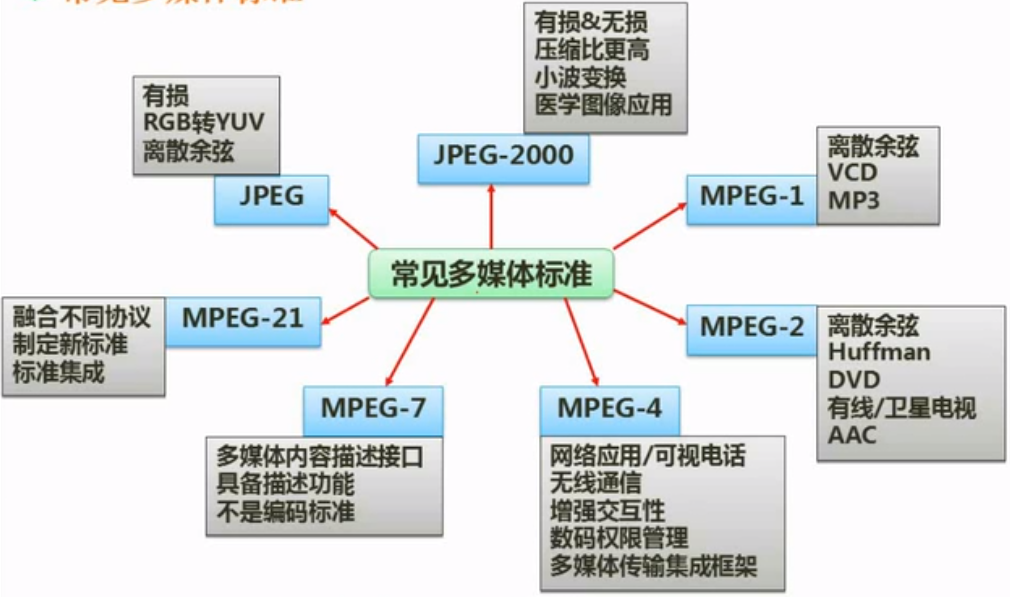 常见多媒体标准
有损&无损
压缩比更高
小波变换
医学图像应用
JPEG-2000
有损
RGB转YUV
离散余弦
JPEG
离散余弦
VCD
MP3
MPEG-1
常见多媒体标准
融合不同协议
制定新标准
标准集成
MPEG-21
MPEG-2
离散余弦
Huffman
DVD
有线/卫星电视
AAC
MPEG-7
多媒体内容描述接口
具备描述功能
不是编码标准
MPEG-4
网络应用/可视电话
无线通信
增强交互性
数码权限管理
多媒体传输集成框架